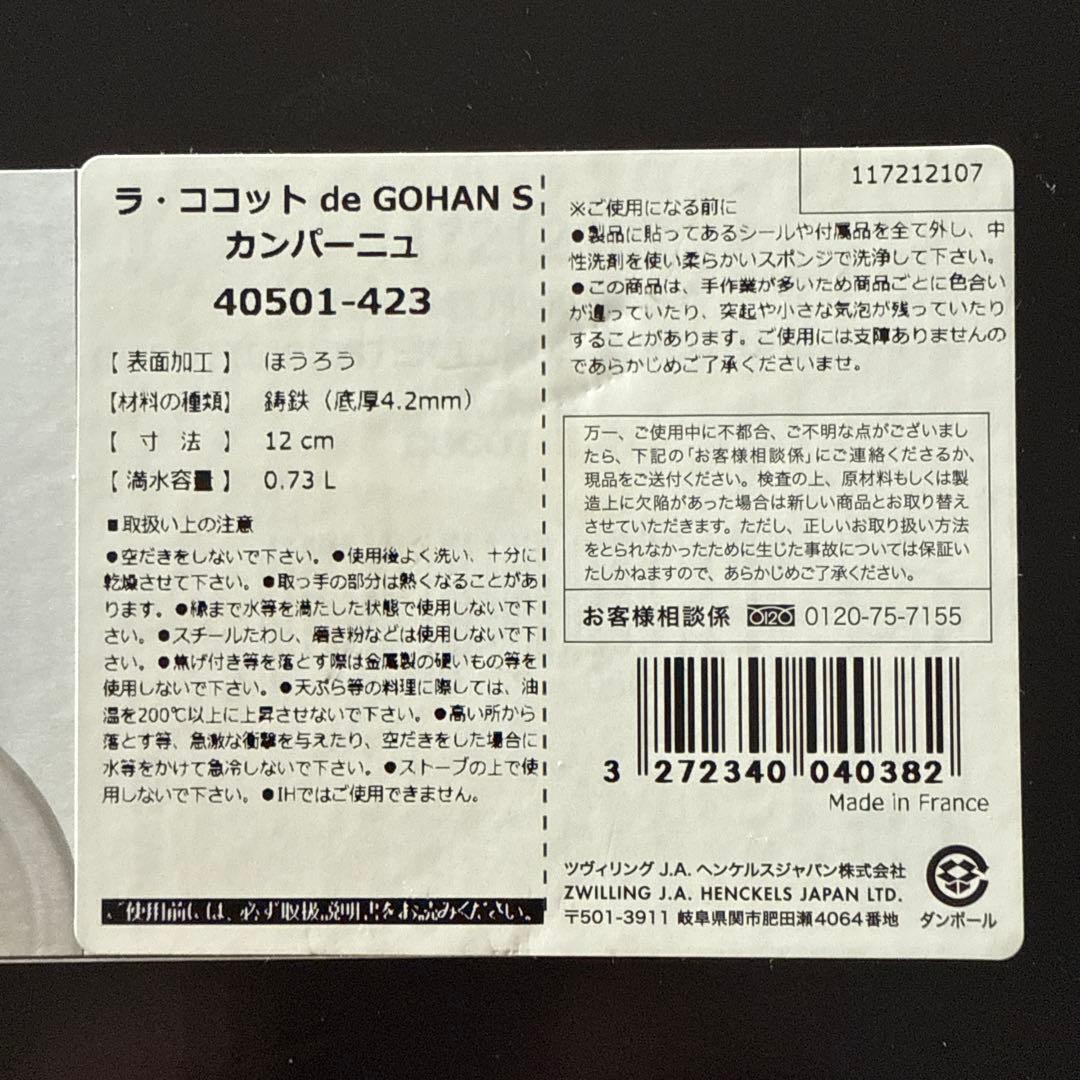 ラ・ココット de GOHAN S
カンパーニュ
40501-423
【 表面加工 】 ほうろう
【材料の種類】 鋳鉄（底厚4.2mm）
【 寸 法 】 12 cm
【 満水容量 】 0.73 L
■取扱い上の注意
●空だきをしないで下さい。●使用後よく洗い、十分に
乾燥させて下さい。●取っ手の部分は熱くなることがあ
ります。●縁まで水等を満たした状態で使用しないで下
さい。●スチールたわし、磨き粉などは使用しないで下
さい。●焦げ付き等を落とす際は金属製の硬いもの等を
使用しないで下さい。●天ぷら等の料理に際しては、油
温を200℃以上に上昇させないで下さい。●高い所から
落とす等、急激な衝撃を与えたり、空だきをした場合に
水等をかけて急冷しないで下さい。●ストーブの上で使
用しないで下さい。●IHではご使用できません。
ご使用前には、必ず取扱説明書をお読みください。
117212107
※ご使用になる前に
●製品に貼ってあるシールや付属品を全て外し、中
性洗剤を使い柔らかいスポンジで洗浄して下さい。
●この商品は、手作業が多いため商品ごとに色合い
が違っていたり、突起や小さな気泡が残っていたり
することがあります。ご使用には支障ありませんの
であらかじめご了承くださいませ。
万一、ご使用中に不都合、ご不明な点がございまし
たら、下記の「お客様相談係」にご連絡くださるか、
現品をご送付ください。検査の上、原材料もしくは製
造上に欠陥があった場合は新しい商品とお取り替え
させていただきます。ただし、正しいお取り扱い方法
をとられなかったために生じた事故については保証い
たしかねますので、あらかじめご了承ください。
お客様相談係 0120 0120-75-7155
3 272340 040382
Made in France
ツヴィリング J.A. ヘンケルスジャパン株式会社
ZWILLING J.A. HENCKELS JAPAN LTD.
〒501-3911 岐阜県関市肥田瀬4064番地
ダンボール